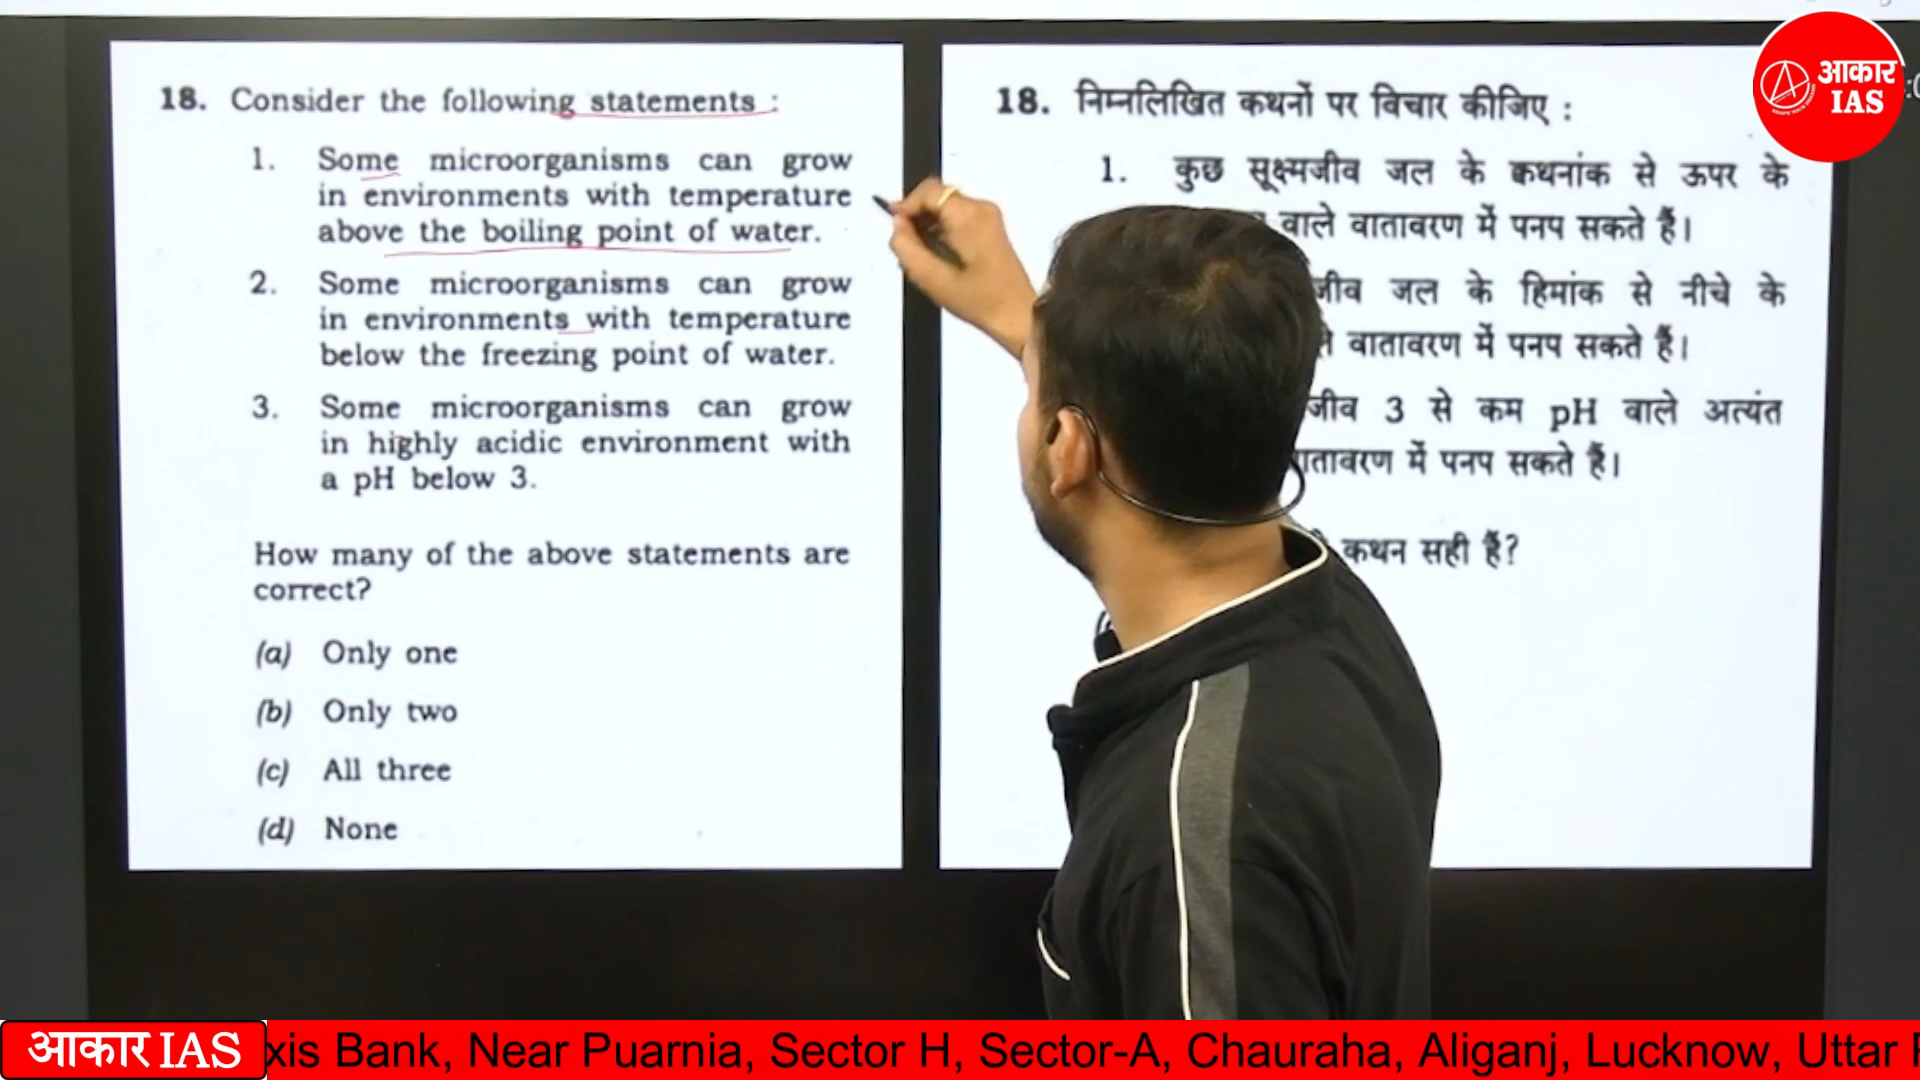 18. Consider the following statements :
1. Some microorganisms can grow
in environments with temperature
above the boiling point of water.
2. Some microorganisms can grow
in environments with temperature
below the freezing point of water.
3. Some microorganisms can grow
in highly acidic environment with
a pH below 3.
How many of the above statements are
correct?
(a) Only one
(b) Only two
(c) All three
(d) None
18. निम्नलिखित कथनों पर विचार कीजिए :
1. कुछ सूक्ष्मजीव जल के क्वथनांक से ऊपर के
वाले वातावरण में पनप सकते हैं।
जल के हिमांक से नीचे के
वातावरण में पनप सकते हैं।
3 से कम pH वाले अत्यंत
में पनप सकते हैं।
कथन सही हैं?
आकार
IAS
आकार IAS
xis Bank, Near Puarnia, Sector H, Sector-A, Chauraha, Aliganj, Lucknow, Uttar